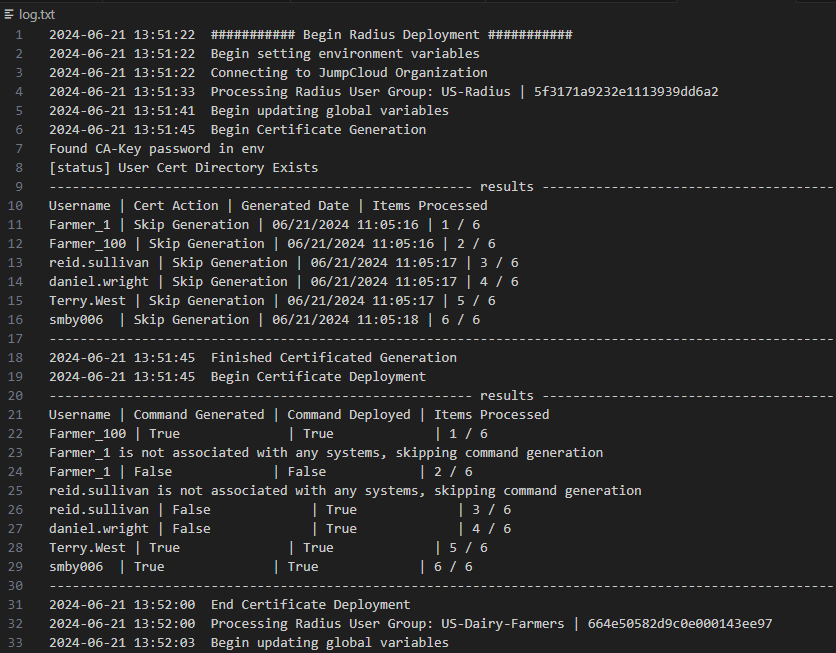 log.txt
1 2024-06-21 13:51:22 ########### Begin Radius Deployment ###########
2 2024-06-21 13:51:22 Begin setting environment variables
3 2024-06-21 13:51:22 Connecting to JumpCloud Organization
4 2024-06-21 13:51:33 Processing Radius User Group: US-Radius | 5f3171a9232e1113939dd6a2
5 2024-06-21 13:51:41 Begin updating global variables
6 2024-06-21 13:51:45 Begin Certificate Generation
7 Found CA-Key password in env
8 [status] User Cert Directory Exists
9 ------------------------------------------------------- results --------------------------------------
10 Username | Cert Action | Generated Date | Items Processed
11 Farmer_1 | Skip Generation | 06/21/2024 11:05:16 | 1 / 6
12 Farmer_100 | Skip Generation | 06/21/2024 11:05:16 | 2 / 6
13 reid.sullivan | Skip Generation | 06/21/2024 11:05:17 | 3 / 6
14 daniel.wright | Skip Generation | 06/21/2024 11:05:17 | 4 / 6
15 Terry.West | Skip Generation | 06/21/2024 11:05:17 | 5 / 6
16 smby006  | Skip Generation | 06/21/2024 11:05:18 | 6 / 6
17 ------------------------------------------------------------------------------------------------------
18 2024-06-21 13:51:45 Finished Certificated Generation
19 2024-06-21 13:51:45 Begin Certificate Deployment
20 ------------------------------------------------------- results --------------------------------------
21 Username | Command Generated | Command Deployed | Items Processed
22 Farmer_100 | True | True | 1 / 6
23 Farmer_1 is not associated with any systems, skipping command generation
24 Farmer_1 | False | False | 2 / 6
25 reid.sullivan is not associated with any systems, skipping command generation
26 reid.sullivan | False | True | 3 / 6
27 daniel.wright | False | True | 4 / 6
28 Terry.West | True | True | 5 / 6
29 smby006  | True | True | 6 / 6
30 ------------------------------------------------------------------------------------------------------
31 2024-06-21 13:52:00 End Certificate Deployment
32 2024-06-21 13:52:00 Processing Radius User Group: US-Dairy-Farmers | 664e50582d9c0e000143ee97
33 2024-06-21 13:52:03 Begin updating global variables